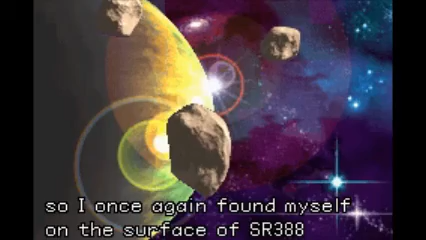 so I once again found myself
on the surface of SR388